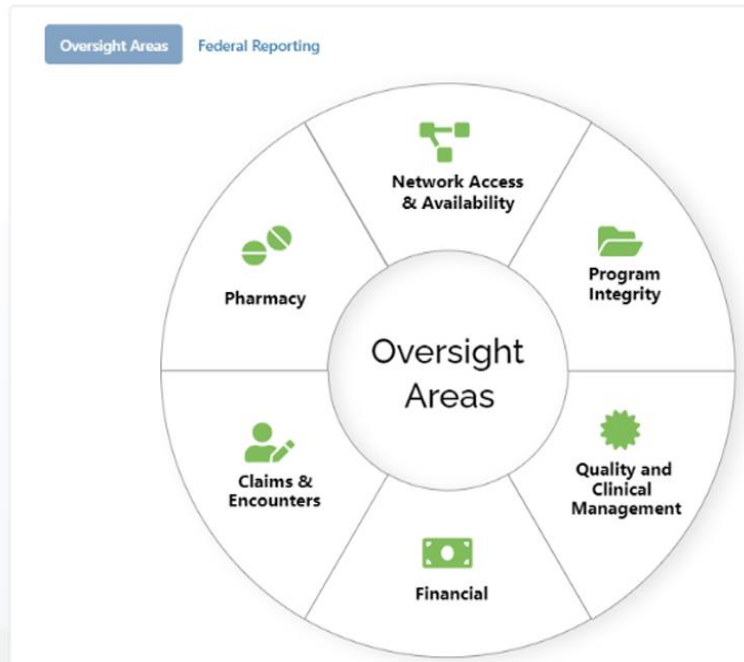 Oversight Areas
Federal Reporting
Network Access
& Availability
Program
Integrity
Quality and
Clinical
Management
Financial
Claims &
Encounters
Pharmacy
Oversight
Areas